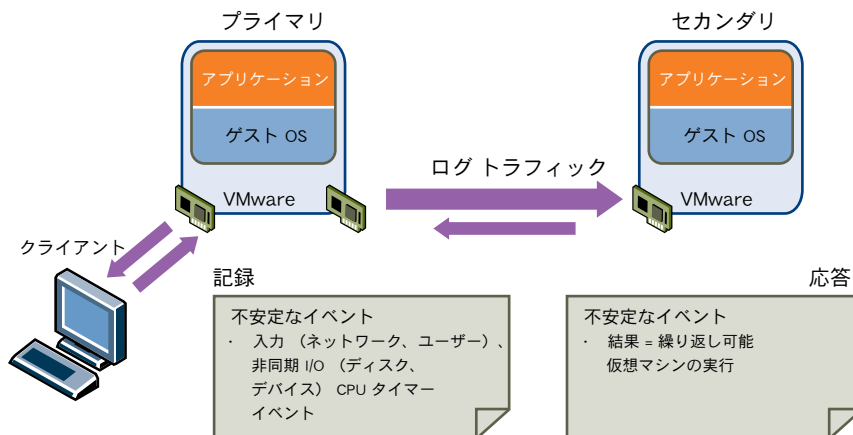 プライマリ
セカンダリ
アプリケーション
ゲスト OS
VMware
アプリケーション
ゲスト OS
VMware
ログ トラフィック
クライアント
記録
不安定なイベント
· 入力 （ネットワーク、ユーザー）、
非同期 I/O （ディスク、
デバイス） CPU タイマー
イベント
応答
不安定なイベント
· 結果 = 繰り返し可能
仮想マシンの実行